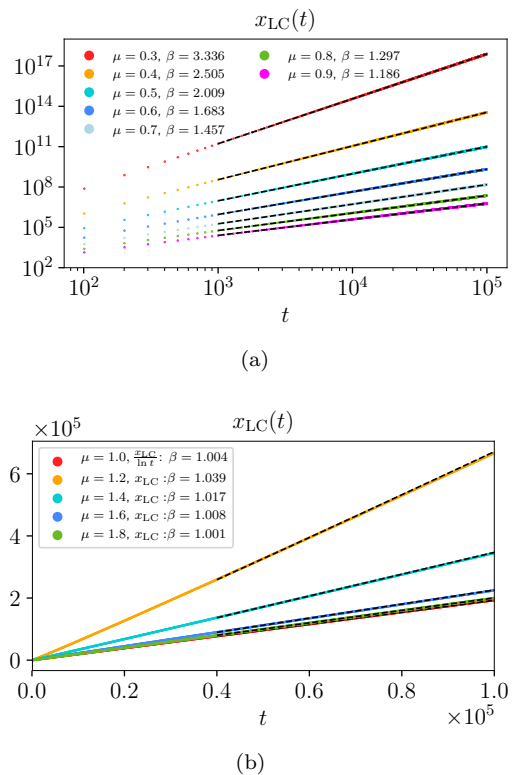 x_LC(t)
10^17
10^14
10^11
10^8
10^5
10^2
μ = 0.3, β = 3.336
μ = 0.4, β = 2.505
μ = 0.5, β = 2.009
μ = 0.6, β = 1.683
μ = 0.7, β = 1.457
μ = 0.8, β = 1.297
μ = 0.9, β = 1.186
10^2 10^3 10^4 10^5
t
(a)
×10^5 x_LC(t)
6
4
2
0
μ = 1.0, x_LC/ln t: β = 1.004
μ = 1.2, x_LC :β = 1.039
μ = 1.4, x_LC :β = 1.017
μ = 1.6, x_LC :β = 1.008
μ = 1.8, x_LC :β = 1.001
0.0 0.2 0.4 0.6 0.8 1.0
t ×10^5
(b)